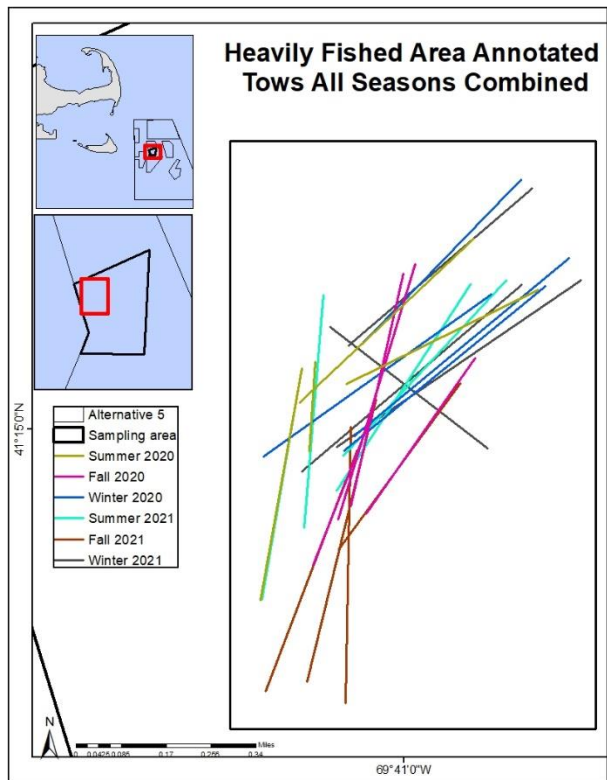 Heavily Fished Area Annotated
Tows All Seasons Combined
41°15'0"N
Alternative 5
Sampling area
Summer 2020
Fall 2020
Winter 2020
Summer 2021
Fall 2021
Winter 2021
N
Miles
0 0.0425 0.085 0.17 0.255 0.34
69°41'0"W